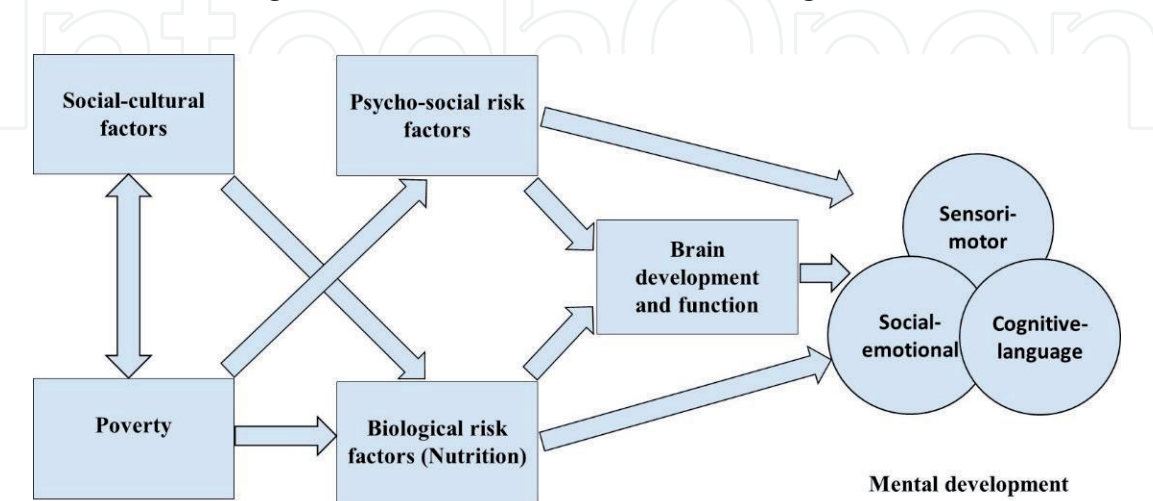 Social-cultural
factors
Psycho-social risk
factors
Sensori-
motor
Brain
development
and function
Social-
emotional
Cognitive-
language
Poverty
Biological risk
factors (Nutrition)
Mental development